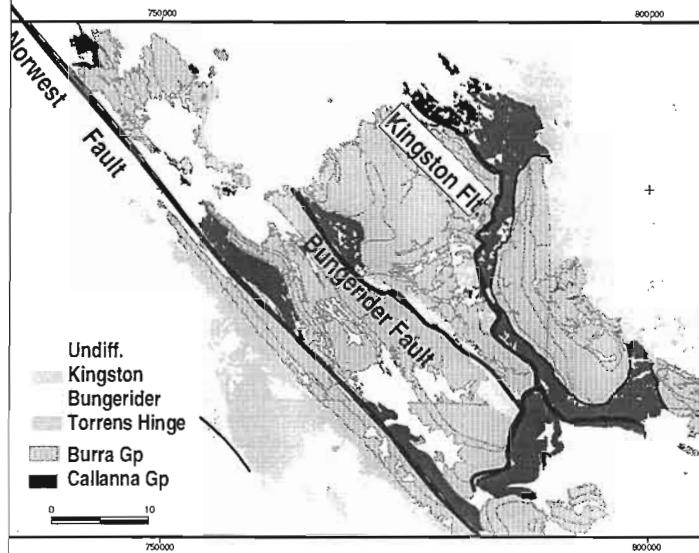 750000
800000
Norwest
Fault
Kingston Flt.
Bungerider Fault
Undiff.
Kingston
Bungerider
Torrens Hinge
Burra Gp
Callanna Gp
0
10
750000
800000